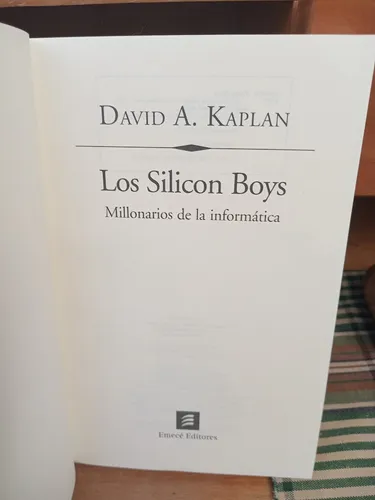 DAVID A. KAPLAN
Los Silicon Boys
Millonarios de la informática
Emecé Editores